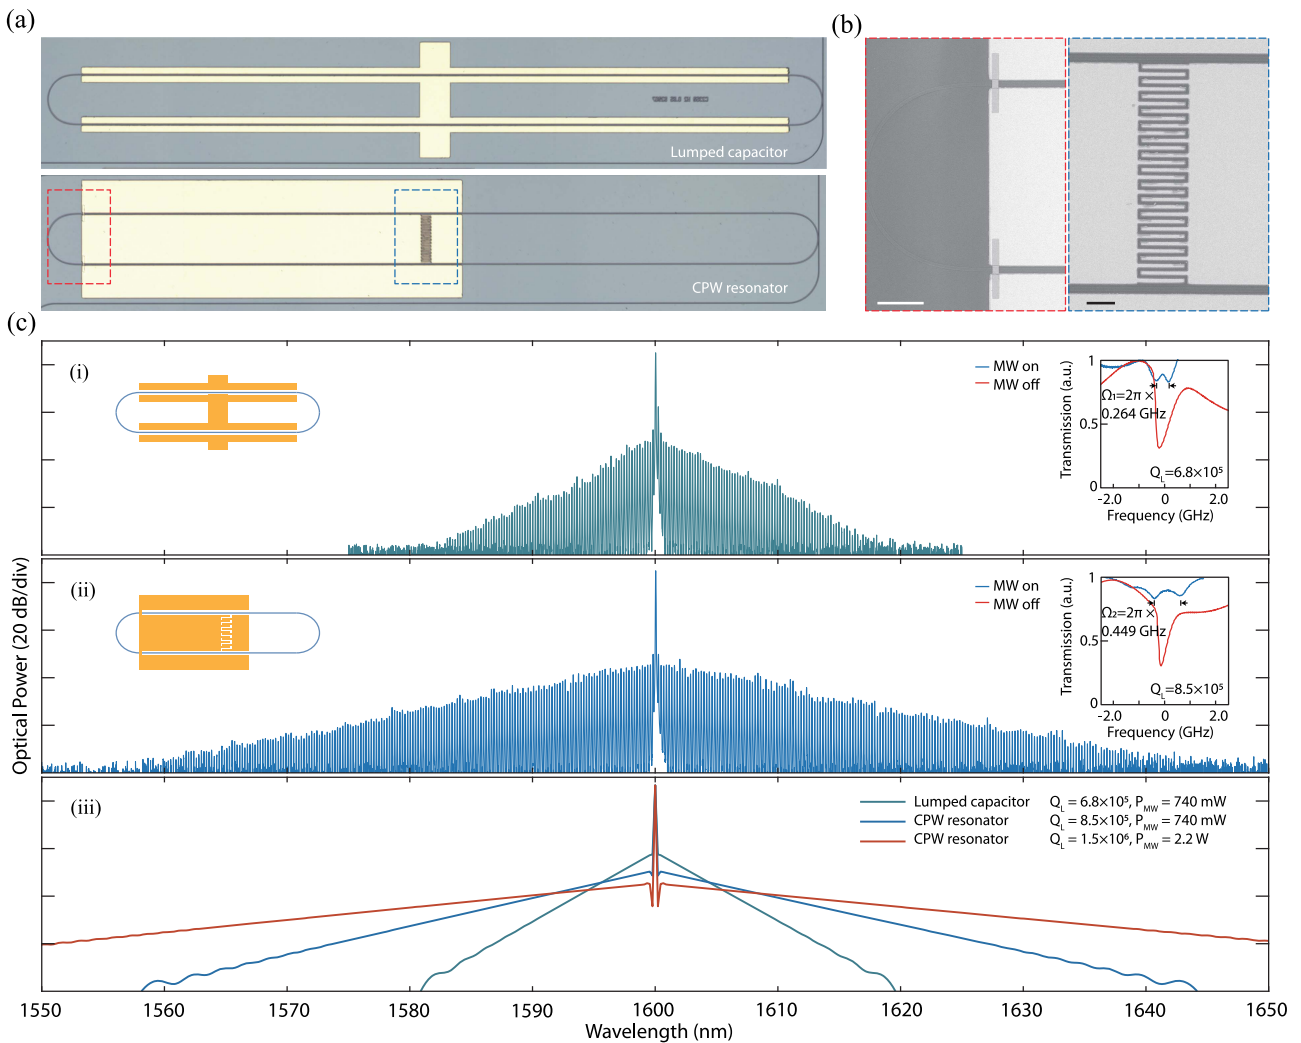 (a)
Lumped capacitor
CPW resonator
(b)
(c)
Optical Power (20 dB/div)
(i)
MW on
MW off
Transmission (a.u.)
1
0.5
0
Ω₁=2π ×
0.264 GHz
Q_L=6.8×10⁵
-2.0 0 2.0
Frequency (GHz)
(ii)
MW on
MW off
Transmission (a.u.)
1
0.5
0
Ω₂=2π ×
0.449 GHz
Q_L=8.5×10⁵
-2.0 0 2.0
Frequency (GHz)
(iii)
Lumped capacitor Q_L = 6.8×10⁵, P_MW = 740 mW
CPW resonator Q_L = 8.5×10⁵, P_MW = 740 mW
CPW resonator Q_L = 1.5×10⁶, P_MW = 2.2 W
1550 1560 1570 1580 1590 1600 1610 1620 1630 1640 1650
Wavelength (nm)